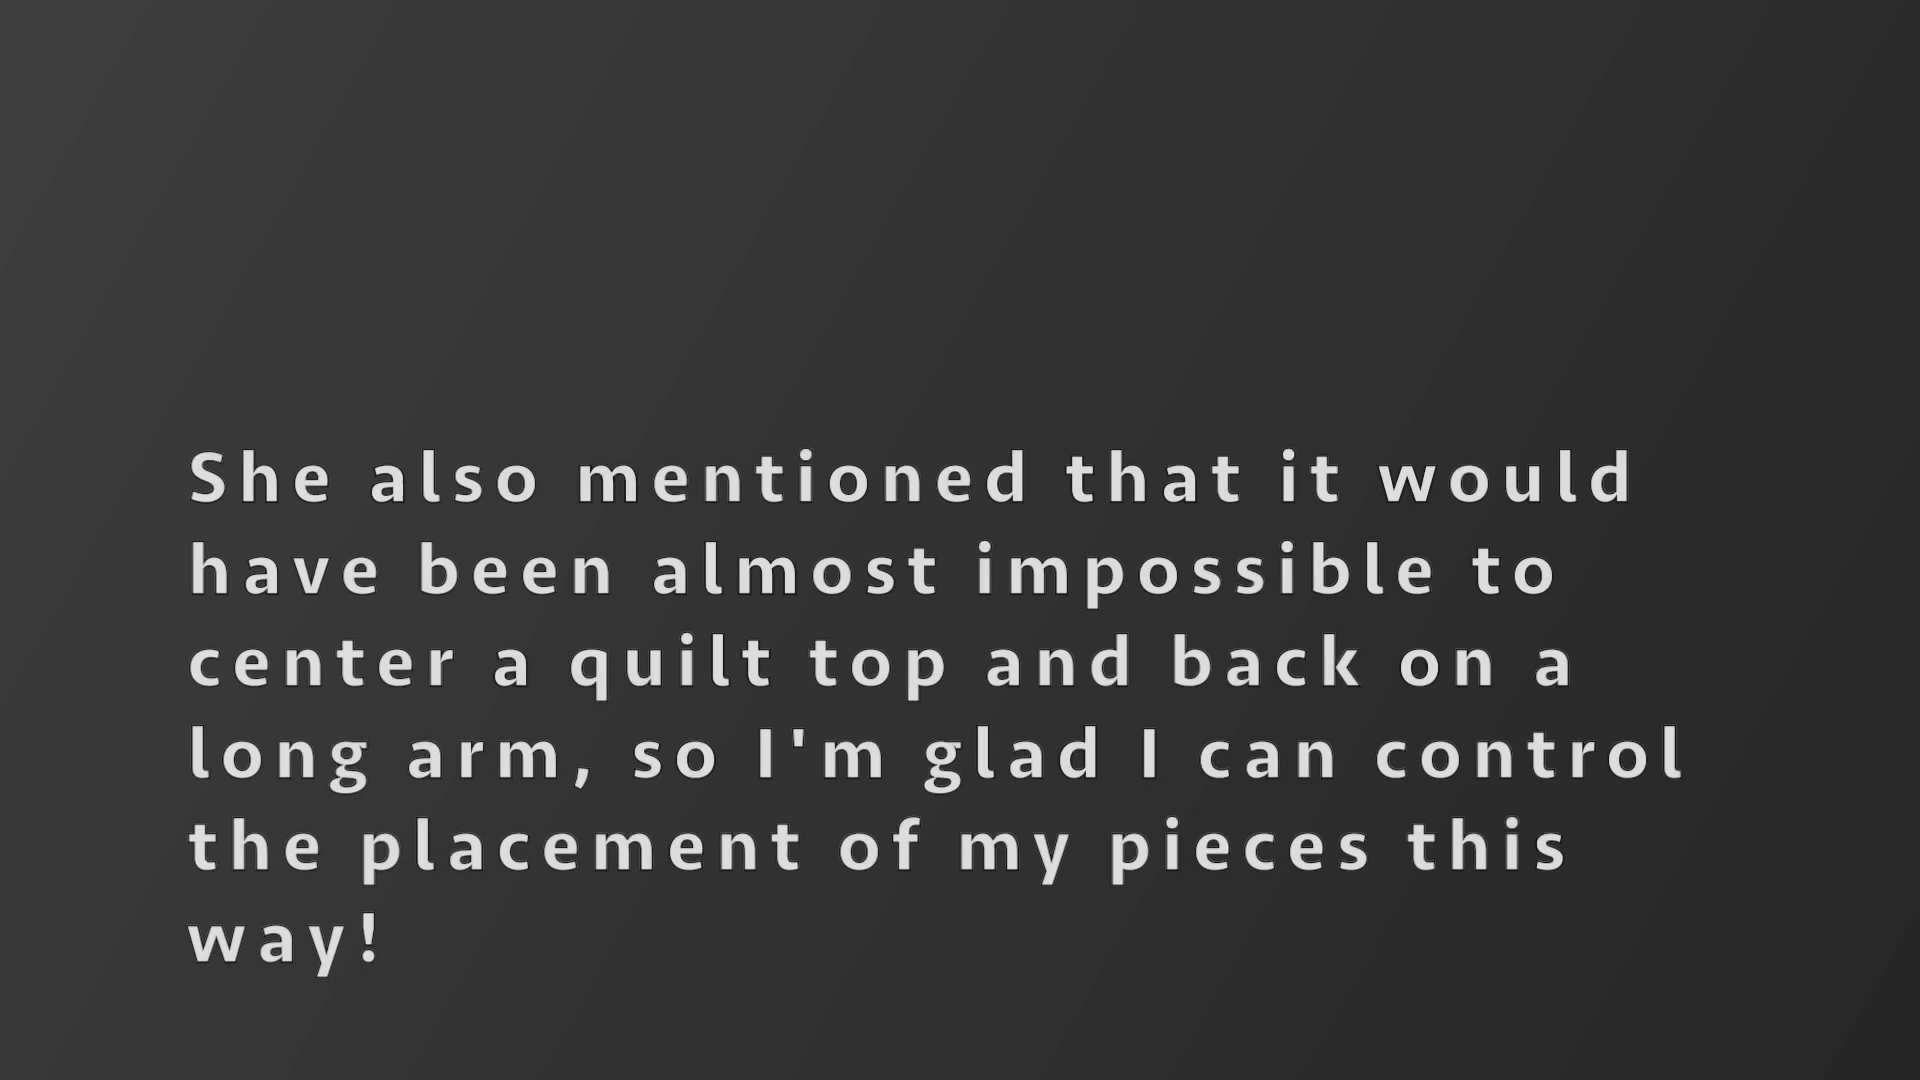 She also mentioned that it would
have been almost impossible to
center a quilt top and back on a
long arm, so I'm glad I can control
the placement of my pieces this
way!